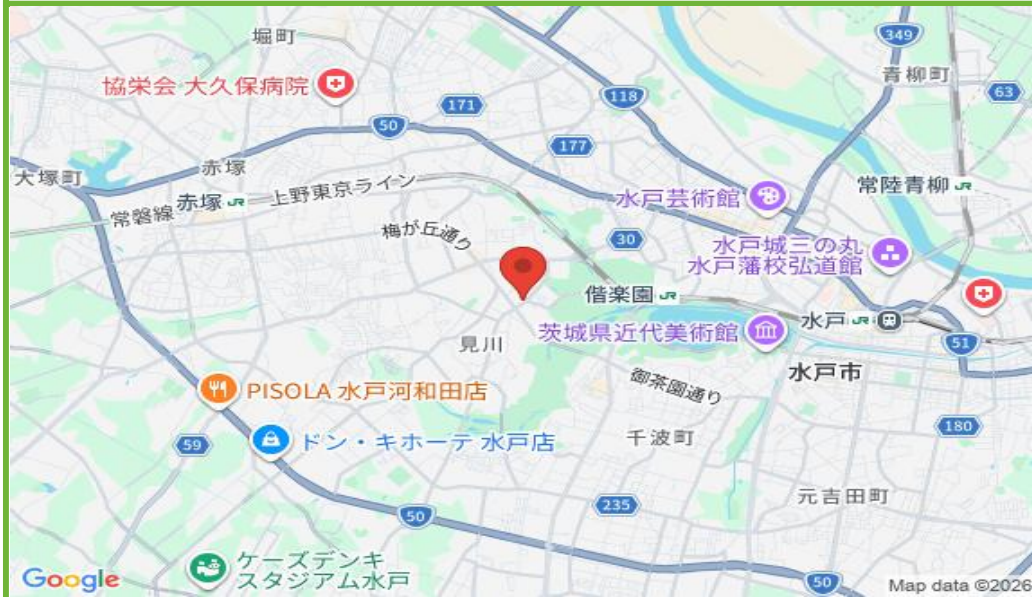 堀町
349
青柳町
協栄会 大久保病院
63
118
171
50
177
大塚町
赤塚
上野東京ライン
常陸青柳 JR
常磐線
赤塚 JR
水戸芸術館
梅が丘通り
30
水戸城三の丸
水戸藩校弘道館
偕楽園 JR
水戸 JR
茨城県近代美術館
51
見川
水戸市
御茶園通り
PISOLA 水戸河和田店
千波町
180
59
ドン・キホーテ 水戸店
元吉田町
235
50
ケーズデンキ
スタジアム水戸
50
Google
Map data ©2026